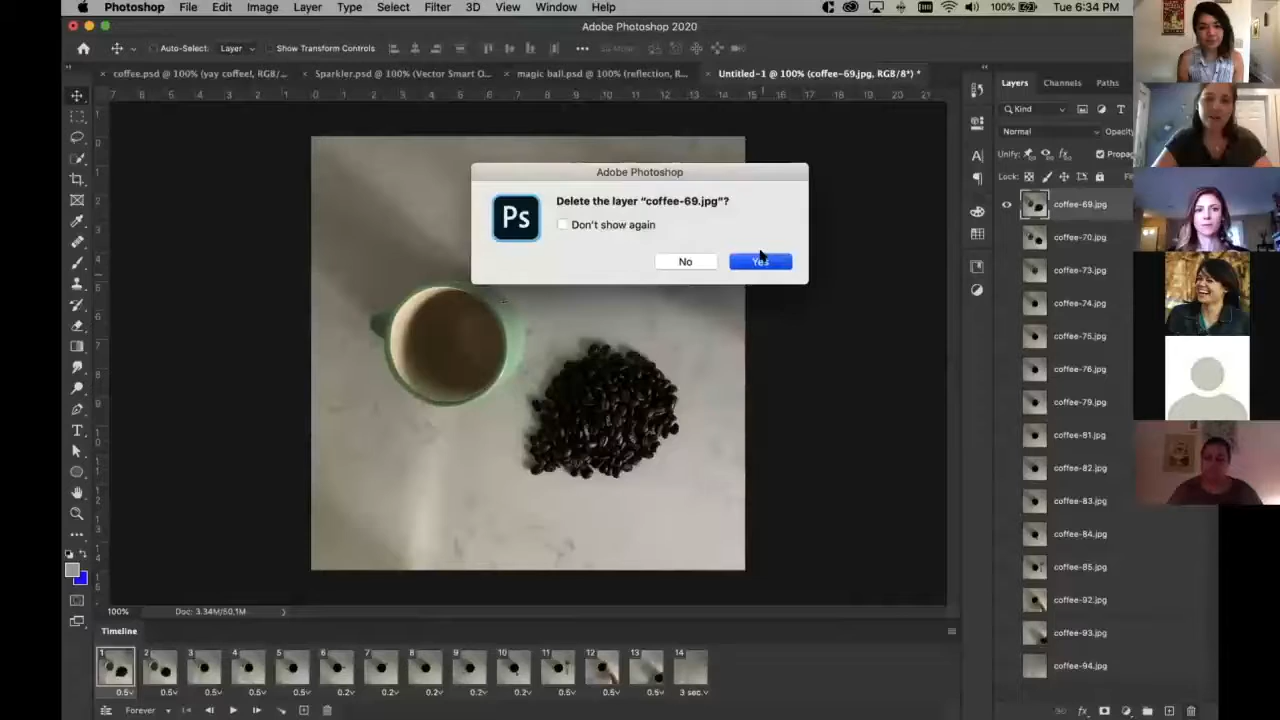 Photoshop File Edit Image Layer Type Select Filter 3D View Window Help 100% Tue 6:34 PM
Adobe Photoshop 2020
Auto-Select: Layer Show Transform Controls
coffee.psd @ 100% (yay coffee!, RGB/... Sparkler.psd @ 100% (Vector Smart O... magic ball.psd @ 100% (reflection, R... Untitled-1 @ 100% (coffee-69.jpg, RGB/8*) *
Layers Channels Paths
Kind
Normal Opacity
Unify: Propag
Lock:
Adobe Photoshop
Ps
Delete the layer “coffee-69.jpg”?
Don't show again
No Yes
coffee-69.jpg
coffee-70.jpg
coffee-73.jpg
coffee-74.jpg
coffee-75.jpg
coffee-76.jpg
coffee-79.jpg
coffee-81.jpg
coffee-82.jpg
coffee-83.jpg
coffee-84.jpg
coffee-85.jpg
coffee-92.jpg
coffee-93.jpg
coffee-94.jpg
100% Doc: 3.34M/50.1M
Timeline
1 2 3 4 5 6 7 8 9 10 11 12 13 14
0.5 0.5 0.5 0.5 0.5 0.2 0.2 0.2 0.2 0.2 0.5 0.5 0.5 3 sec.
Forever